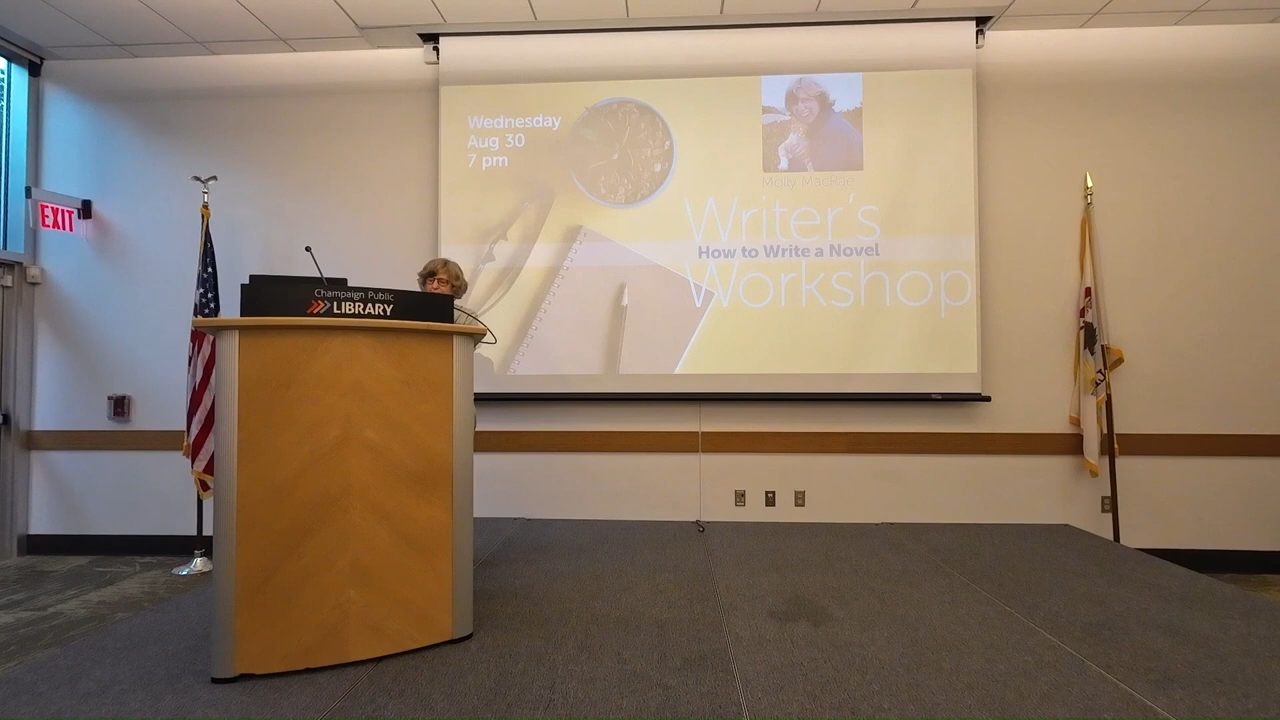 Wednesday
Aug 30
7 pm
Molly MacRae
Writer's
How to Write a Novel
Workshop
EXIT
Champaign Public
LIBRARY